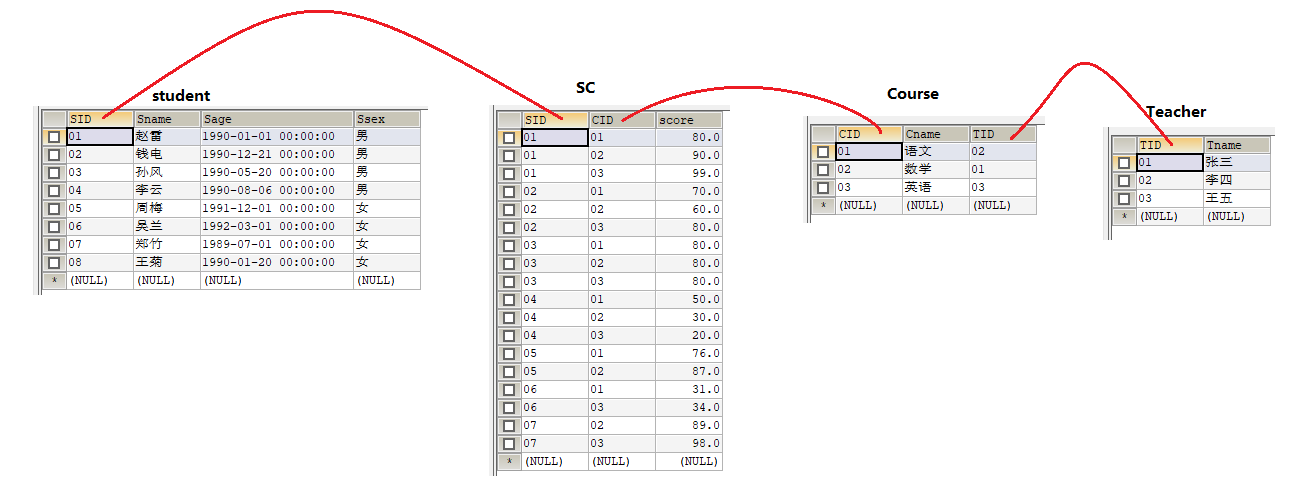 student
SID Sname Sage Ssex
01 赵雷 1990-01-01 00:00:00 男
02 钱电 1990-12-21 00:00:00 男
03 孙风 1990-05-20 00:00:00 男
04 李云 1990-08-06 00:00:00 男
05 周梅 1991-12-01 00:00:00 女
06 吴兰 1992-03-01 00:00:00 女
07 郑竹 1989-07-01 00:00:00 女
08 王菊 1990-01-20 00:00:00 女
* (NULL) (NULL) (NULL) (NULL)
SC
SID CID score
01 01 80.0
01 02 90.0
01 03 99.0
02 01 70.0
02 02 60.0
02 03 80.0
03 01 80.0
03 02 80.0
03 03 80.0
04 01 50.0
04 02 30.0
04 03 20.0
05 01 76.0
05 02 87.0
06 01 31.0
06 03 34.0
07 02 89.0
07 03 98.0
* (NULL) (NULL) (NULL)
Course
CID Cname TID
01 语文 02
02 数学 01
03 英语 03
* (NULL) (NULL) (NULL)
Teacher
TID Tname
01 张三
02 李四
03 王五
* (NULL) (NULL)